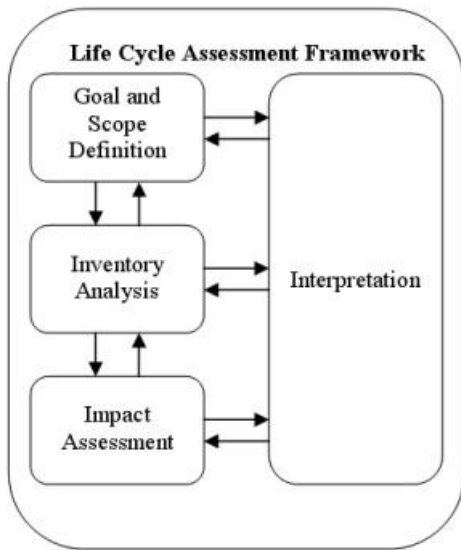 Life Cycle Assessment Framework
Goal and
Scope
Definition
Inventory
Analysis
Interpretation
Impact
Assessment